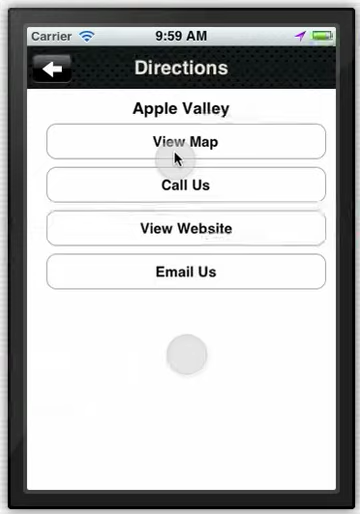 Carrier 9:59 AM
Directions
Apple Valley
View Map
Call Us
View Website
Email Us